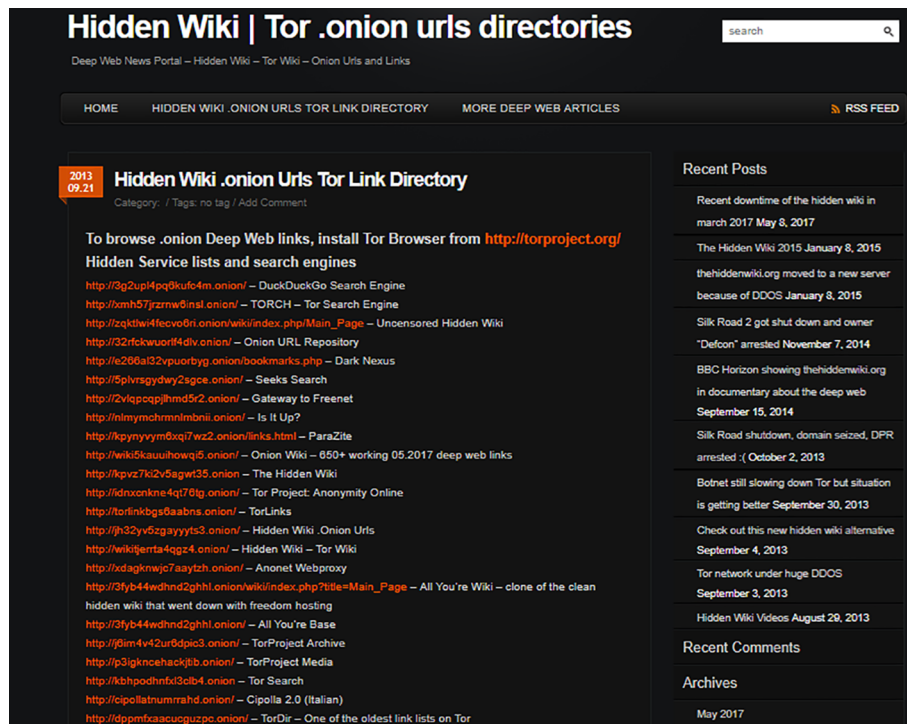 Hidden Wiki | Tor .onion urls directories
search
Deep Web News Portal – Hidden Wiki – Tor Wiki – Onion Urls and Links
HOME
HIDDEN WIKI .ONION URLS TOR LINK DIRECTORY
MORE DEEP WEB ARTICLES
RSS FEED
2013
09.21
Hidden Wiki .onion Urls Tor Link Directory
Category: / Tags: no tag / Add Comment
To browse .onion Deep Web links, install Tor Browser from http://torproject.org/
Hidden Service lists and search engines
http://3g2upl4pq6kufc4m.onion/ – DuckDuckGo Search Engine
http://xmh57jrzrnw6insl.onion/ – TORCH – Tor Search Engine
http://zqktlwi4fecvo6ri.onion/wiki/index.php/Main_Page – Uncensored Hidden Wiki
http://32rfckwuorlf4dlv.onion/ – Onion URL Repository
http://e266al32vpuorbyg.onion/bookmarks.php – Dark Nexus
http://5plvrsgydwy2sgce.onion/ – Seeks Search
http://2vlqpcqpjlhmd5r2.onion/ – Gateway to Freenet
http://nlmymchrmnlmbnii.onion/ – Is It Up?
http://kpynyvym6xqi7wz2.onion/links.html – ParaZite
http://wiki5kauuihowqi5.onion/ – Onion Wiki – 650+ working 05.2017 deep web links
http://kpvz7ki2v5agwt35.onion – The Hidden Wiki
http://idnxcnkne4qt76tg.onion/ – Tor Project: Anonymity Online
http://torlinkbgs6aabns.onion/ – TorLinks
http://jh32yv5zgayyyts3.onion/ – Hidden Wiki .Onion Urls
http://wikitjerrta4qgz4.onion/ – Hidden Wiki – Tor Wiki
http://xdagknwjc7aaytzh.onion/ – Anonet Webproxy
http://3fyb44wdhnd2ghhl.onion/wiki/index.php?title=Main_Page – All You're Wiki – clone of the clean
hidden wiki that went down with freedom hosting
http://3fyb44wdhnd2ghhl.onion/ – All You're Base
http://j6im4v42ur6dpic3.onion/ – TorProject Archive
http://p3igkncehackjtib.onion/ – TorProject Media
http://kbhpodhnfxl3clb4.onion – Tor Search
http://cipollatnumrrahd.onion/ – Cipolla 2.0 (Italian)
http://dppmfxaacucguzpc.onion/ – TorDir – One of the oldest link lists on Tor
Recent Posts
Recent downtime of the hidden wiki in
march 2017 May 8, 2017
The Hidden Wiki 2015 January 8, 2015
thehiddenwiki.org moved to a new server
because of DDOS January 8, 2015
Silk Road 2 got shut down and owner
"Defcon" arrested November 7, 2014
BBC Horizon showing thehiddenwiki.org
in documentary about the deep web
September 15, 2014
Silk Road shutdown, domain seized, DPR
arrested :( October 2, 2013
Botnet still slowing down Tor but situation
is getting better September 30, 2013
Check out this new hidden wiki alternative
September 4, 2013
Tor network under huge DDOS
September 3, 2013
Hidden Wiki Videos August 29, 2013
Recent Comments
Archives
May 2017